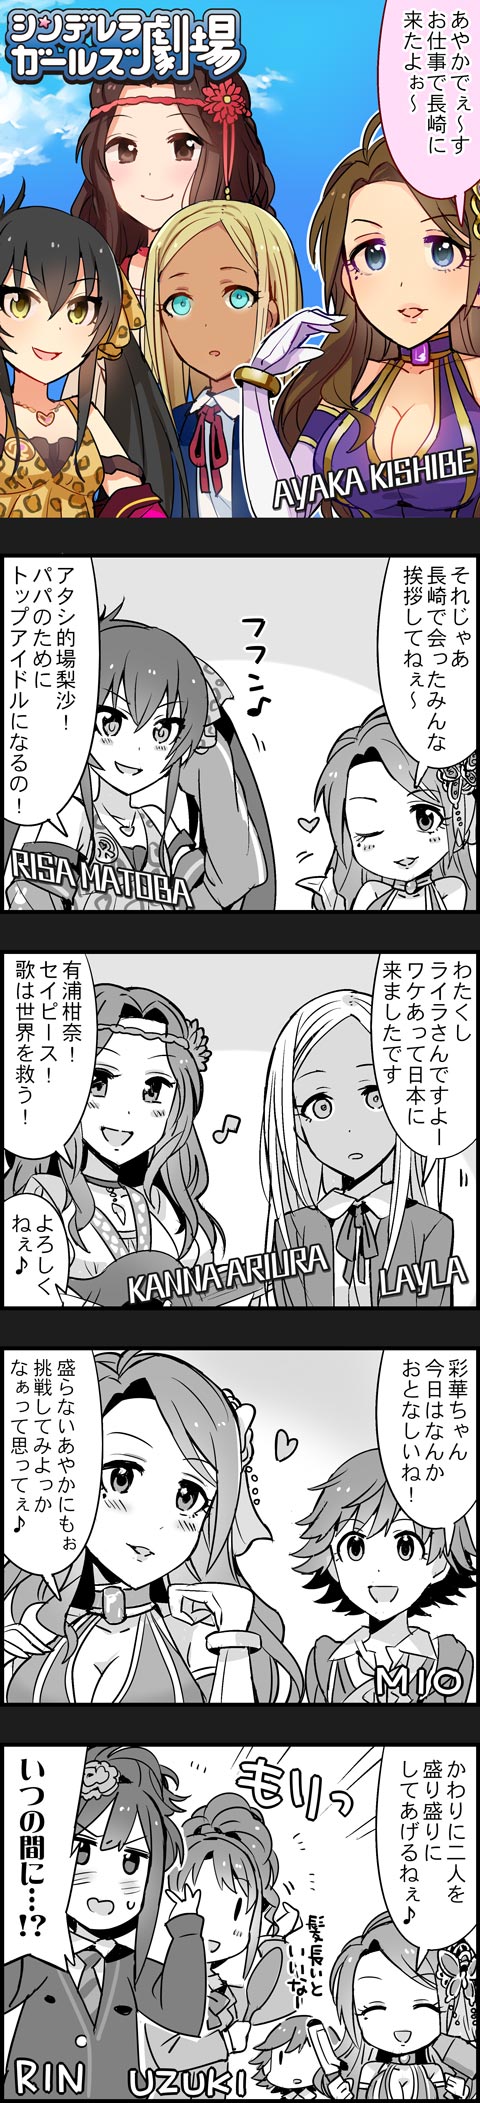 シンデレラ
ガールズ劇場
あやかでぇ～す
お仕事で長崎に
来たよぉ～
AYAKA KISHIBE
それじゃあ
長崎で会ったみんな
挨拶してねぇ～
フフーン♪
アタシ的場梨沙！
パパのために
トップアイドルになるの！
RISA MATOBA
わたくし
ライラさんですよー
ワケあって日本に
来ましたです
有浦柑奈！
セイピース！
歌は世界を救う！
よろしく
ねぇ♪
KANNA ARIURA
LAYLA
彩華ちゃん
今日はなんか
おとなしいね！
盛らないあやかにもぉ
挑戦してみよっか
なぁって思ってぇ♪
MIO
かわりに二人を
盛り盛りに
してあげるねぇ♪
もりっ
髪長いと
いいなー
いつの間に…!?
RIN
UZUKI